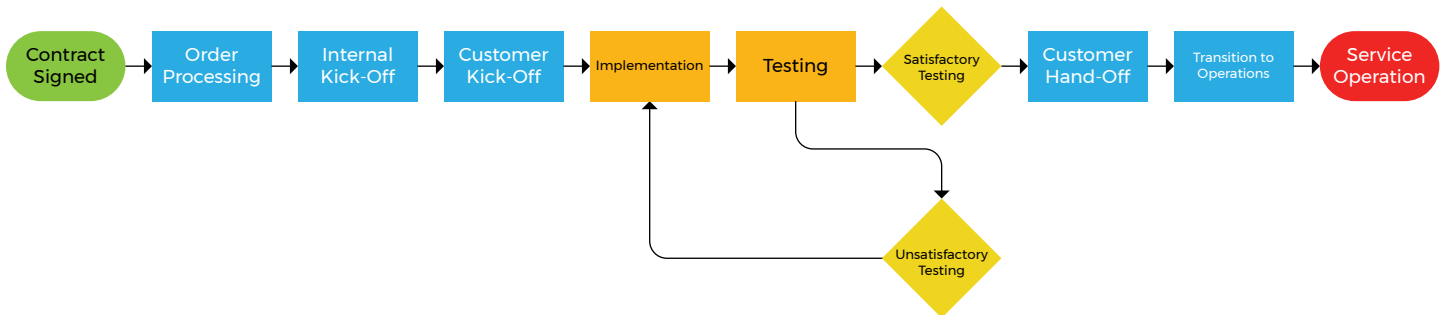 Contract
Signed
Order
Processing
Internal
Kick-Off
Customer
Kick-Off
Implementation
Testing
Satisfactory
Testing
Customer
Hand-Off
Transition to
Operations
Service
Operation
Unsatisfactory
Testing